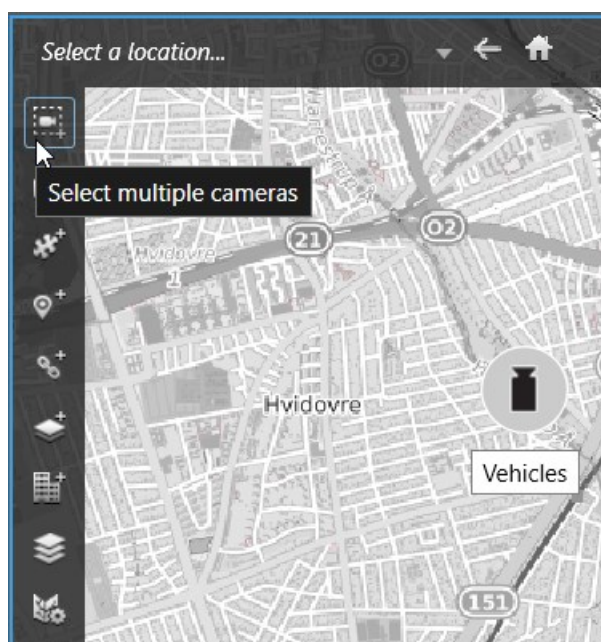 Select a location...
O2
Select multiple cameras
21
O2
Hvidovre
1
Hvidovre
Vehicles
151